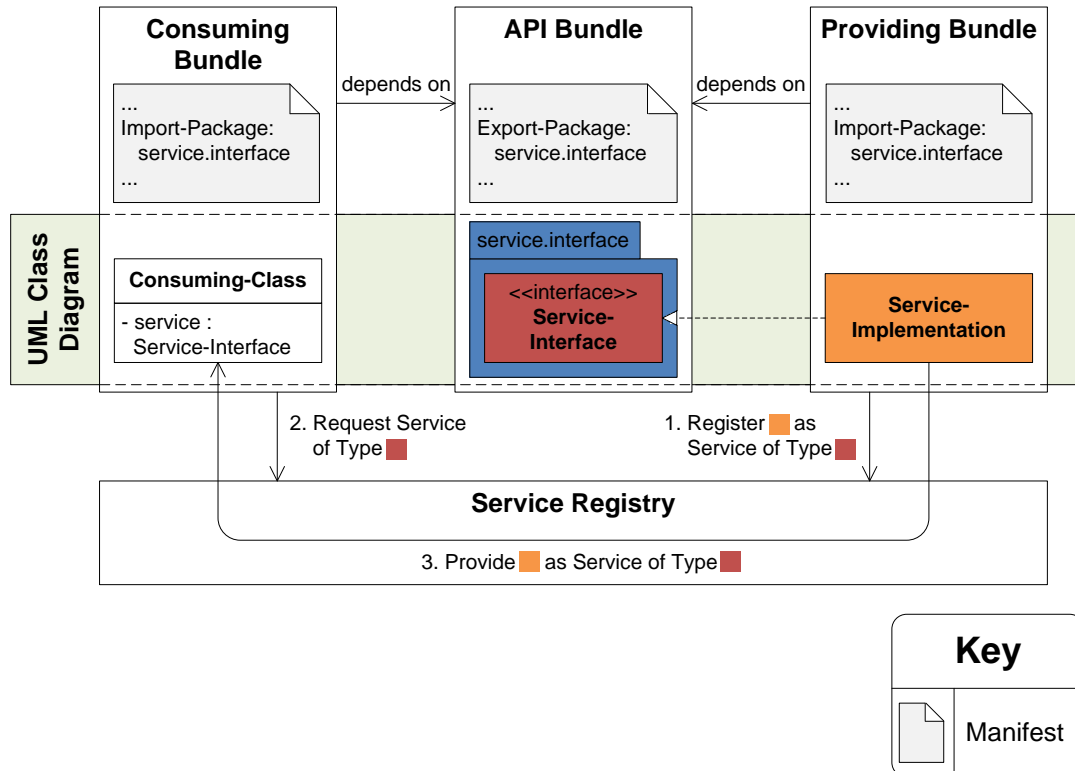 Consuming
Bundle
API Bundle
Providing Bundle
depends on
depends on
...
Import-Package:
service.interface
...
...
Export-Package:
service.interface
...
...
Import-Package:
service.interface
...
UML Class
Diagram
Consuming-Class
- service :
Service-Interface
service.interface
<<interface>>
Service-
Interface
Service-
Implementation
2. Request Service
of Type
1. Register as
Service of Type
Service Registry
3. Provide as Service of Type
Key
Manifest